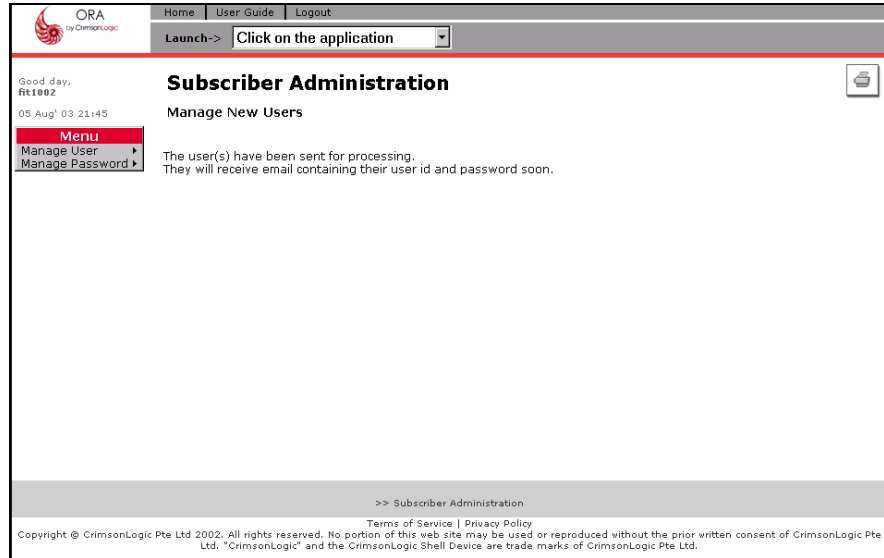 ORA
by CrimsonLogic
Home User Guide Logout
Launch-> Click on the application
Good day,
fit1002
05 Aug' 03 21:45
Menu
Manage User
Manage Password
Subscriber Administration
Manage New Users
The user(s) have been sent for processing.
They will receive email containing their user id and password soon.
>> Subscriber Administration
Terms of Service | Privacy Policy
Copyright © CrimsonLogic Pte Ltd 2002. All rights reserved. No portion of this web site may be used or reproduced without the prior written consent of CrimsonLogic Pte
Ltd. "CrimsonLogic" and the CrimsonLogic Shell Device are trade marks of CrimsonLogic Pte Ltd.